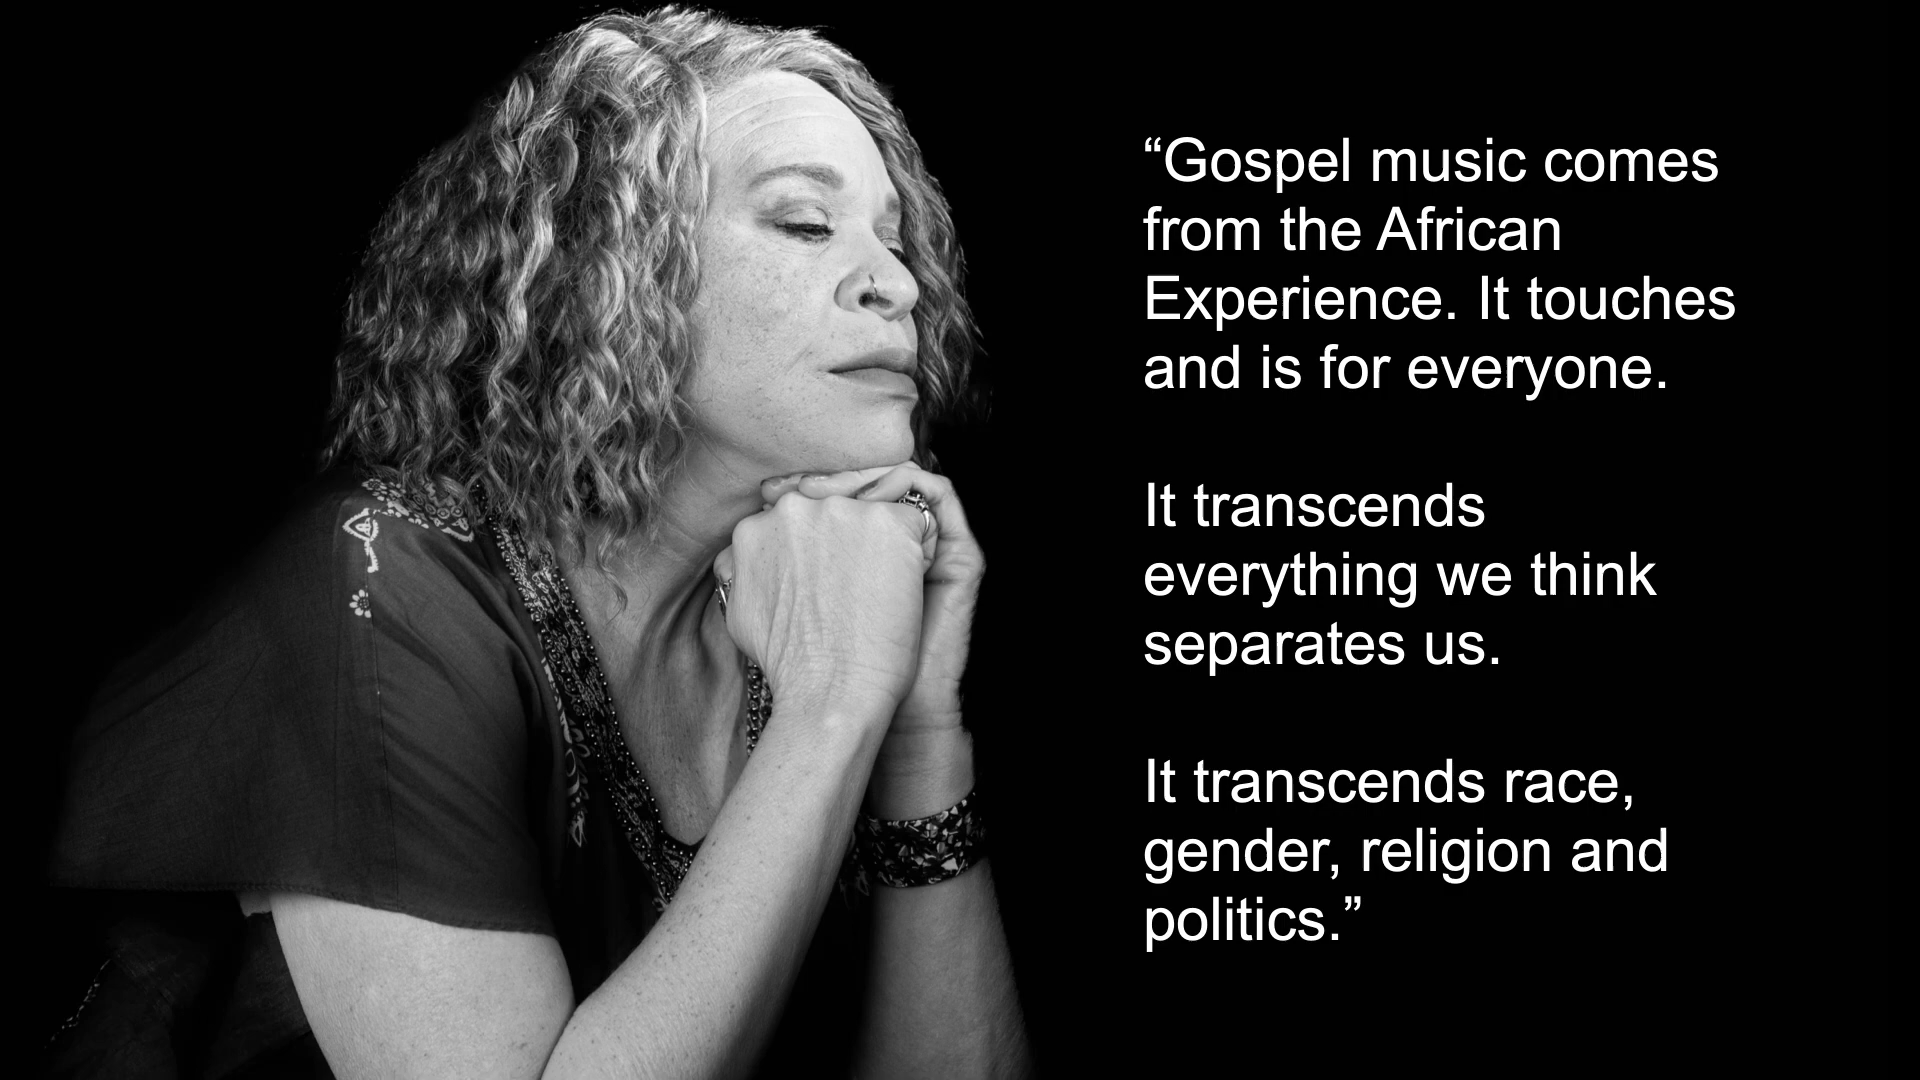 “Gospel music comes
from the African
Experience. It touches
and is for everyone.
It transcends
everything we think
separates us.
It transcends race,
gender, religion and
politics.”